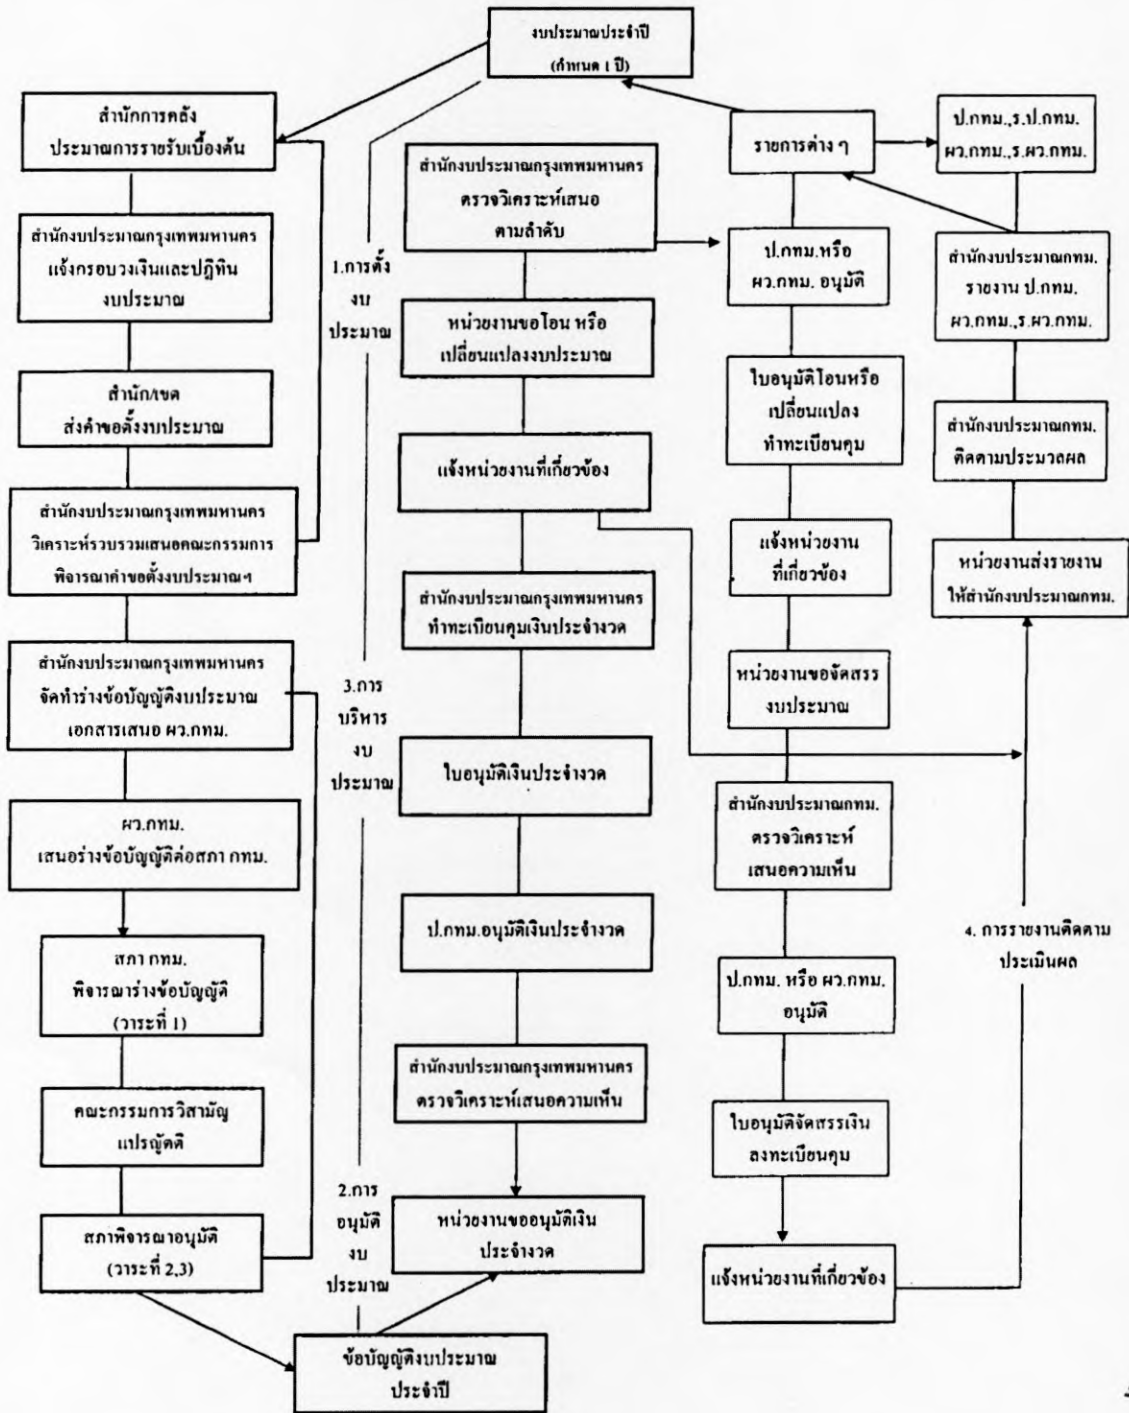 งบประมาณประจำปี
(กำหนด 1 ปี)
สำนักการคลัง
ประมาณการรายรับเบื้องต้น
สำนักงบประมาณกรุงเทพมหานคร
แจ้งกรอบวงเงินและปฏิทิน
งบประมาณ
สำนัก/เขต
ส่งคำขอตั้งงบประมาณ
สำนักงบประมาณกรุงเทพมหานคร
วิเคราะห์รวบรวมเสนอคณะกรรมการ
พิจารณาคำขอตั้งงบประมาณฯ
สำนักงบประมาณกรุงเทพมหานคร
จัดทำร่างข้อบัญญัติงบประมาณ
เอกสารเสนอ ผว.กทม.
ผว.กทม.
เสนอร่างข้อบัญญัติต่อสภา กทม.
สภา กทม.
พิจารณาร่างข้อบัญญัติ
(วาระที่ 1)
คณะกรรมการวิสามัญ
แปรญัตติ
สภาพิจารณาอนุมัติ
(วาระที่ 2,3)
1.การตั้ง
งบ
ประมาณ
3.การ
บริหาร
งบ
ประมาณ
2.การ
อนุมัติ
งบ
ประมาณ
ข้อบัญญัติงบประมาณ
ประจำปี
สำนักงบประมาณกรุงเทพมหานคร
ตรวจวิเคราะห์เสนอ
ตามลำดับ
หน่วยงานขอโอน หรือ
เปลี่ยนแปลงงบประมาณ
แจ้งหน่วยงานที่เกี่ยวข้อง
สำนักงบประมาณกรุงเทพมหานคร
ทำทะเบียนคุมเงินประจำงวด
ใบอนุมัติเงินประจำงวด
ป.กทม.อนุมัติเงินประจำงวด
สำนักงบประมาณกรุงเทพมหานคร
ตรวจวิเคราะห์เสนอความเห็น
หน่วยงานขออนุมัติเงิน
ประจำงวด
รายการต่าง ๆ
ป.กทม.หรือ
ผว.กทม. อนุมัติ
ใบอนุมัติโอนหรือ
เปลี่ยนแปลง
ทำทะเบียนคุม
แจ้งหน่วยงาน
ที่เกี่ยวข้อง
หน่วยงานขอจัดสรร
งบประมาณ
สำนักงบประมาณกทม.
ตรวจวิเคราะห์
เสนอความเห็น
ป.กทม. หรือ ผว.กทม.
อนุมัติ
ใบอนุมัติจัดสรรเงิน
ลงทะเบียนคุม
แจ้งหน่วยงานที่เกี่ยวข้อง
ป.กทม.,ร.ป.กทม.
ผว.กทม.,ร.ผว.กทม.
สำนักงบประมาณกทม.
รายงาน ป.กทม.
ผว.กทม.,ร.ผว.กทม.
สำนักงบประมาณกทม.
ติดตามประมวลผล
หน่วยงานส่งรายงาน
ให้สำนักงบประมาณกทม.
4. การรายงานติดตาม
ประเมินผล